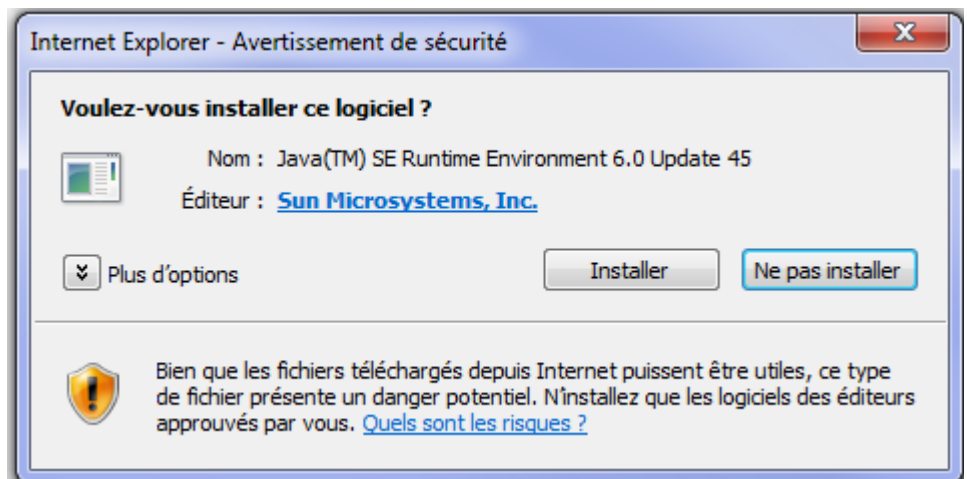 Internet Explorer - Avertissement de sécurité
Voulez-vous installer ce logiciel ?
Nom : Java(TM) SE Runtime Environment 6.0 Update 45
Éditeur : Sun Microsystems, Inc.
Plus d'options
Installer
Ne pas installer
Bien que les fichiers téléchargés depuis Internet puissent être utiles, ce type
de fichier présente un danger potentiel. N'installez que les logiciels des éditeurs
approuvés par vous. Quels sont les risques ?